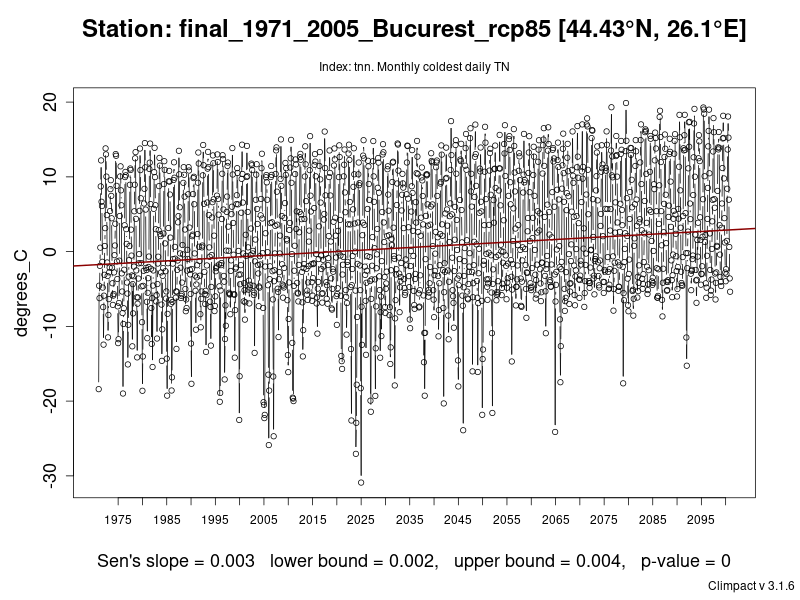 Station: final_1971_2005_Bucurest_rcp85 [44.43°N, 26.1°E]
Index: tnn. Monthly coldest daily TN
degrees_C
20
10
0
-10
-20
-30
1975 1985 1995 2005 2015 2025 2035 2045 2055 2065 2075 2085 2095
Sen's slope = 0.003 lower bound = 0.002, upper bound = 0.004, p-value = 0
Climpact v 3.1.6